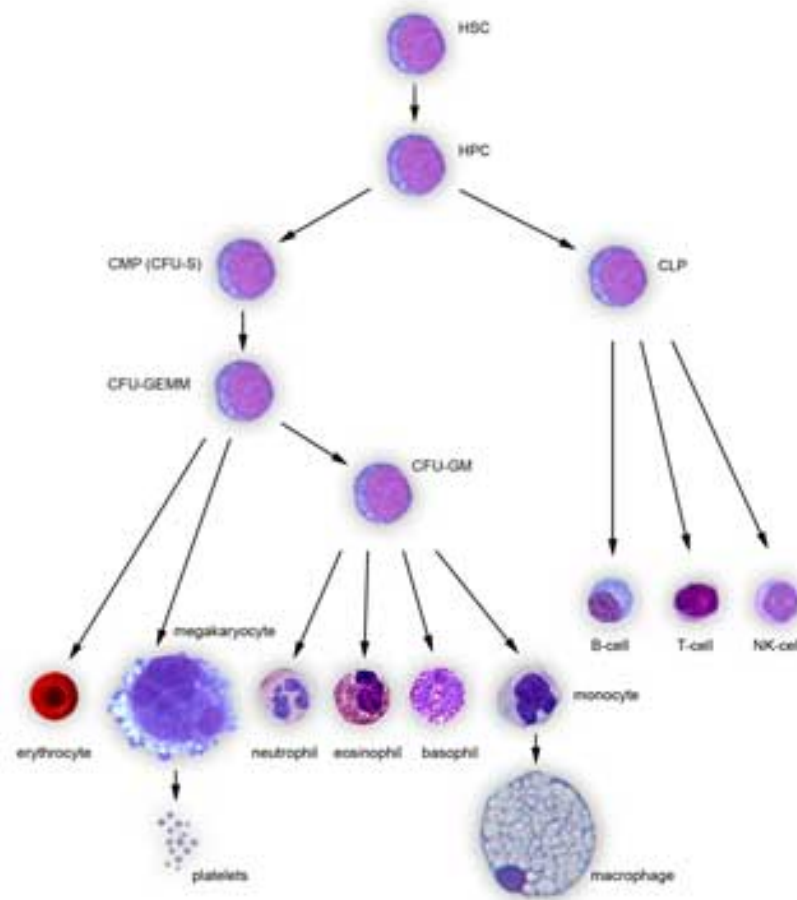 HSC
HPC
CMP (CFU-S)
CLP
CFU-GEMM
CFU-GM
megakaryocyte
B-cell
T-cell
NK-cel
monocyte
erythrocyte
neutrophil
eosinophil
basophil
platelets
macrophage